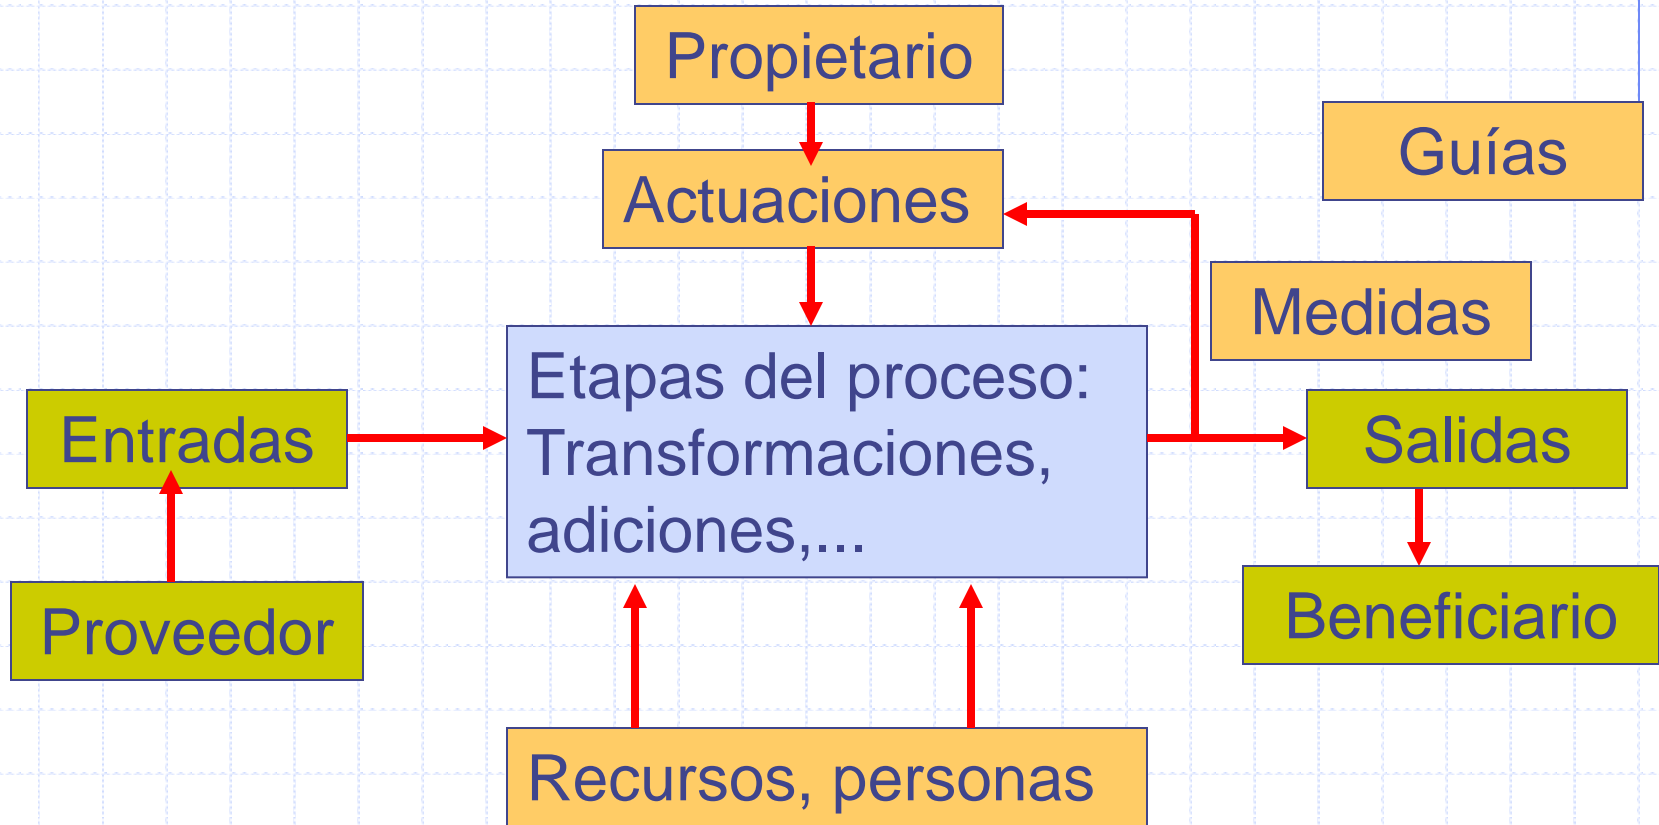 Propietario
Guías
Actuaciones
Medidas
Etapas del proceso:
Transformaciones,
adiciones,...
Entradas
Salidas
Proveedor
Beneficiario
Recursos, personas